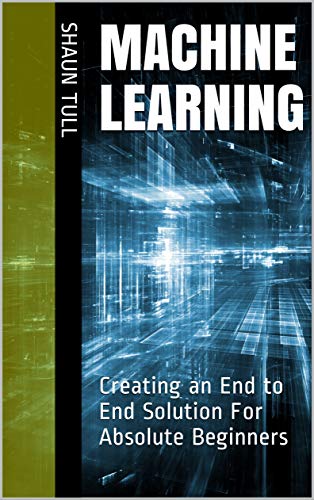 SHAUN TULL
MACHINE
LEARNING
Creating an End to
End Solution For
Absolute Beginners